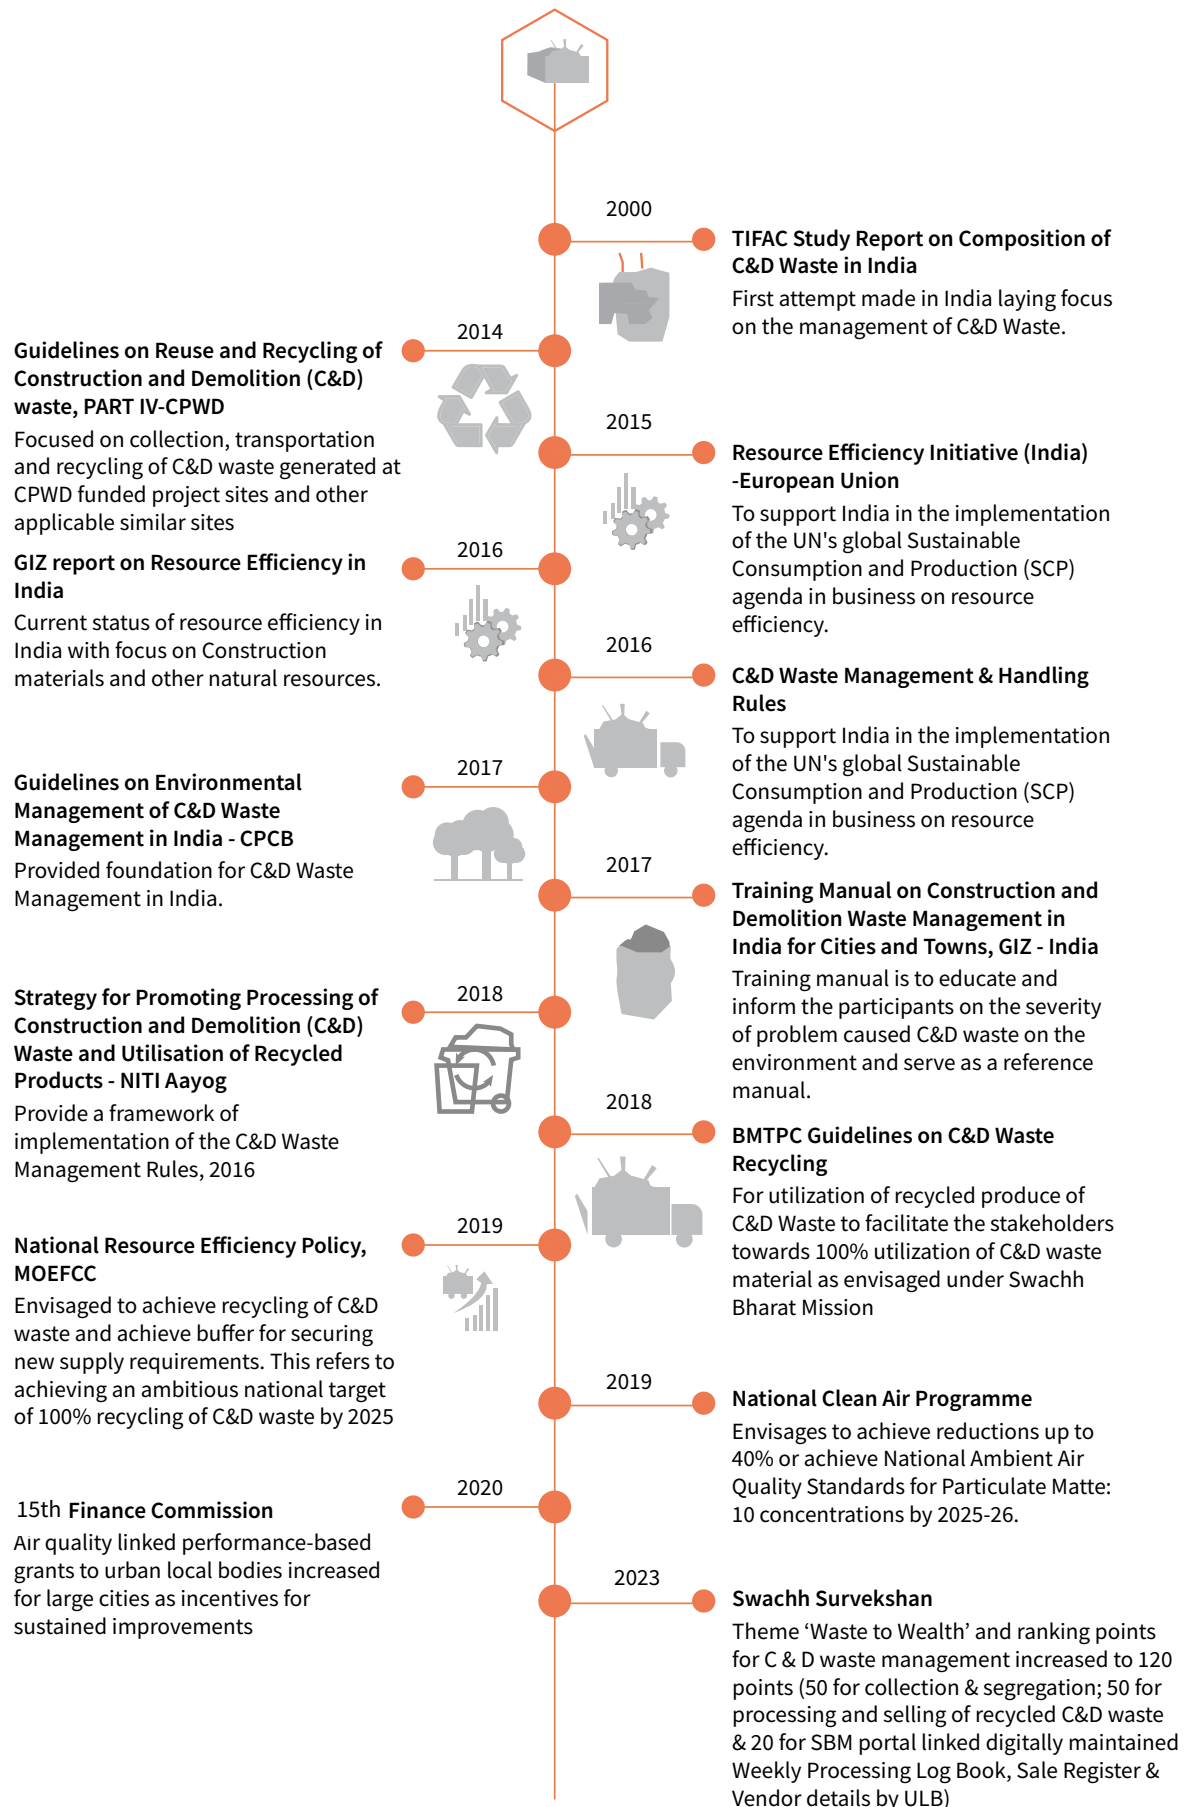 2000
TIFAC Study Report on Composition of
C&D Waste in India
First attempt made in India laying focus
on the management of C&D Waste.
2014
Guidelines on Reuse and Recycling of
Construction and Demolition (C&D)
waste, PART IV-CPWD
Focused on collection, transportation
and recycling of C&D waste generated at
CPWD funded project sites and other
applicable similar sites
2015
Resource Efficiency Initiative (India)
-European Union
To support India in the implementation
of the UN's global Sustainable
Consumption and Production (SCP)
agenda in business on resource
efficiency.
2016
GIZ report on Resource Efficiency in
India
Current status of resource efficiency in
India with focus on Construction
materials and other natural resources.
2016
C&D Waste Management & Handling
Rules
To support India in the implementation
of the UN's global Sustainable
Consumption and Production (SCP)
agenda in business on resource
efficiency.
2017
Guidelines on Environmental
Management of C&D Waste
Management in India - CPCB
Provided foundation for C&D Waste
Management in India.
2017
Training Manual on Construction and
Demolition Waste Management in
India for Cities and Towns, GIZ - India
Training manual is to educate and
inform the participants on the severity
of problem caused C&D waste on the
environment and serve as a reference
manual.
2018
Strategy for Promoting Processing of
Construction and Demolition (C&D)
Waste and Utilisation of Recycled
Products - NITI Aayog
Provide a framework of
implementation of the C&D Waste
Management Rules, 2016
2018
BMTPC Guidelines on C&D Waste
Recycling
For utilization of recycled produce of
C&D Waste to facilitate the stakeholders
towards 100% utilization of C&D waste
material as envisaged under Swachh
Bharat Mission
2019
National Resource Efficiency Policy,
MOEFCC
Envisaged to achieve recycling of C&D
waste and achieve buffer for securing
new supply requirements. This refers to
achieving an ambitious national target
of 100% recycling of C&D waste by 2025
2019
National Clean Air Programme
Envisages to achieve reductions up to
40% or achieve National Ambient Air
Quality Standards for Particulate Matte:
10 concentrations by 2025-26.
2020
15th Finance Commission
Air quality linked performance-based
grants to urban local bodies increased
for large cities as incentives for
sustained improvements
2023
Swachh Survekshan
Theme ‘Waste to Wealth’ and ranking points
for C & D waste management increased to 120
points (50 for collection & segregation; 50 for
processing and selling of recycled C&D waste
& 20 for SBM portal linked digitally maintained
Weekly Processing Log Book, Sale Register &
Vendor details by ULB)